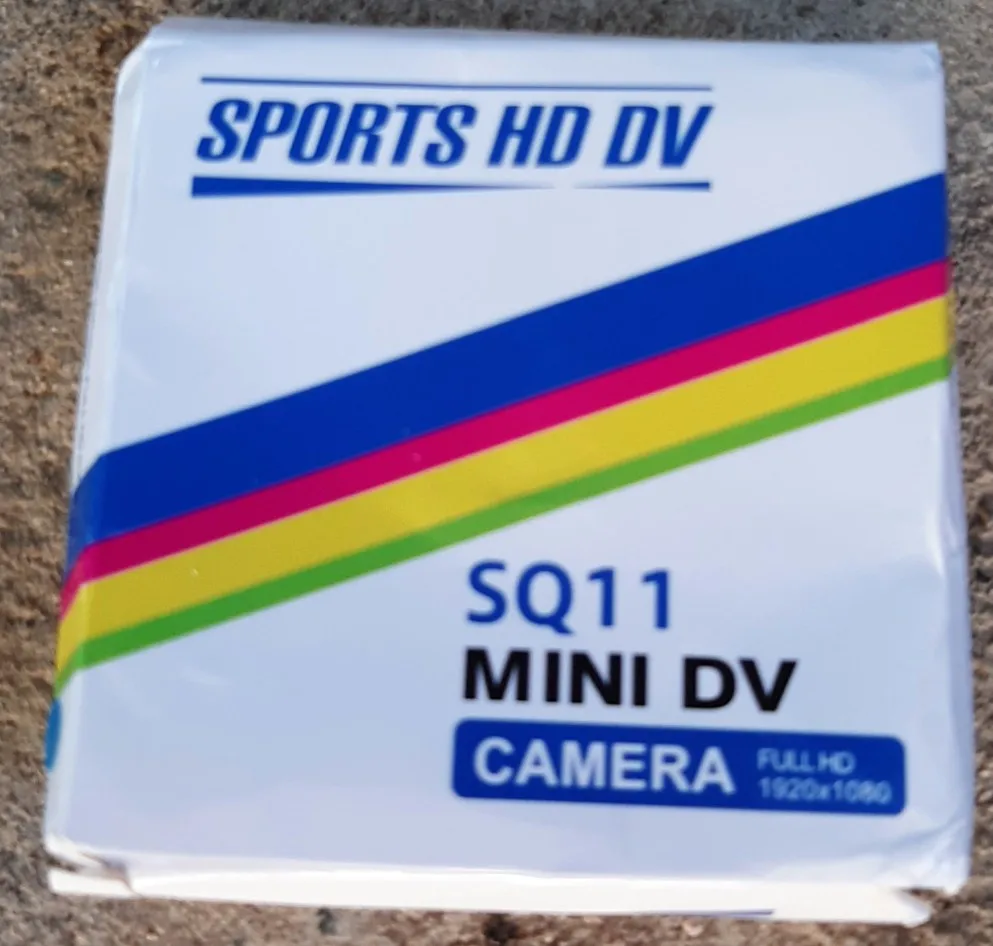 SPORTS HD DV
SQ11
MINI DV
CAMERA
FULL HD
1920x1080